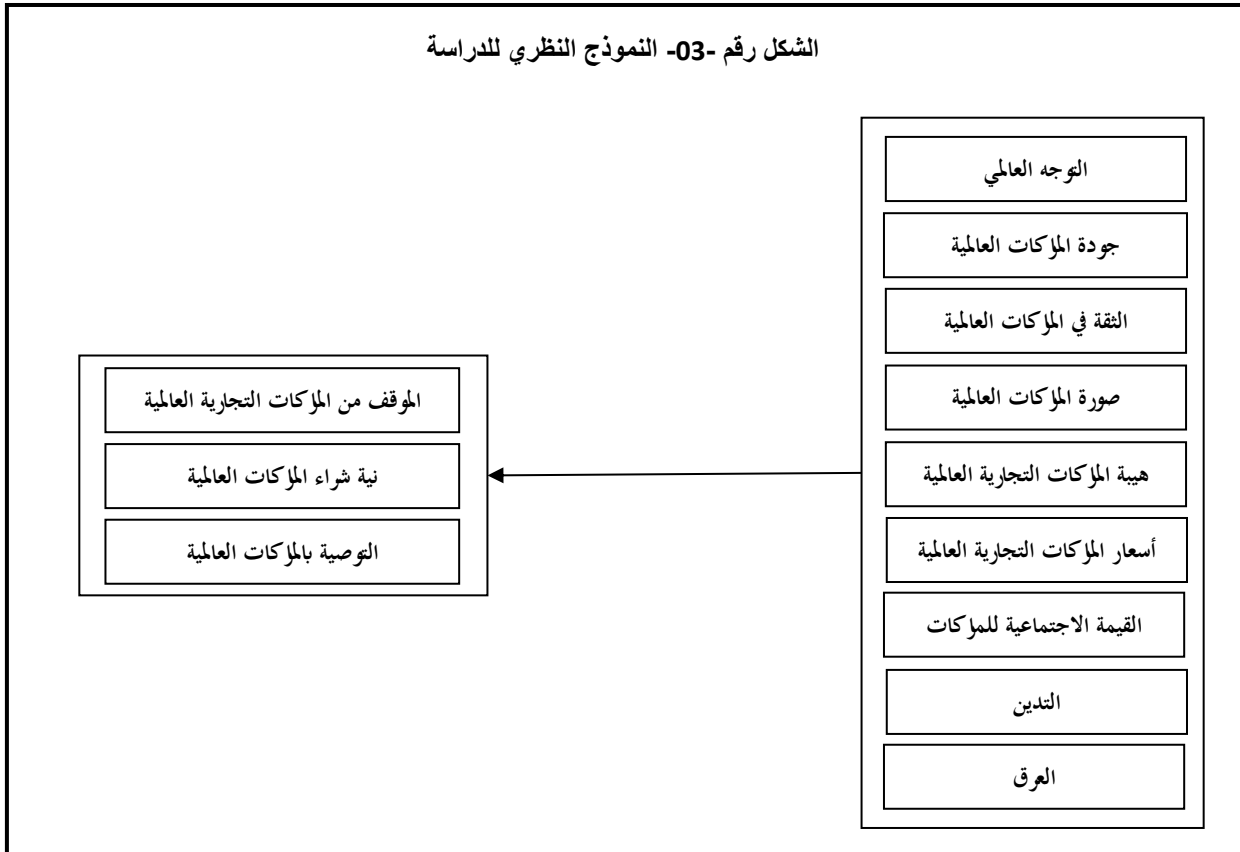 الشكل رقم -03- النموذج النظري للدراسة
التوجه العالمي
جودة الماركات العالمية
الثقة في الماركات العالمية
صورة الماركات العالمية
هيبة الماركات التجارية العالمية
أسعار الماركات التجارية العالمية
القيمة الاجتماعية للماركات
التدين
العرق
الموقف من الماركات التجارية العالمية
نية شراء الماركات العالمية
التوصية بالماركات العالمية